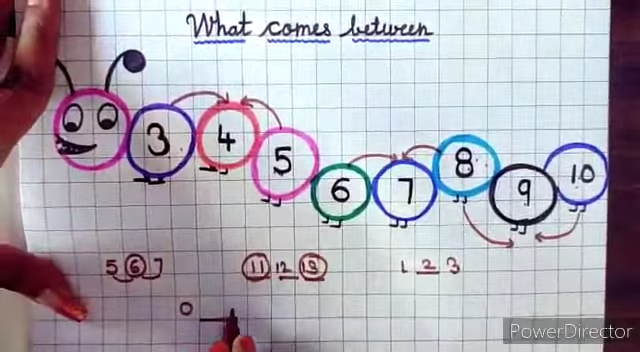 What comes between
3 4 5 6 7 8 9 10
5 6 7 11 12 13 1 2 3
0 _
PowerDirector